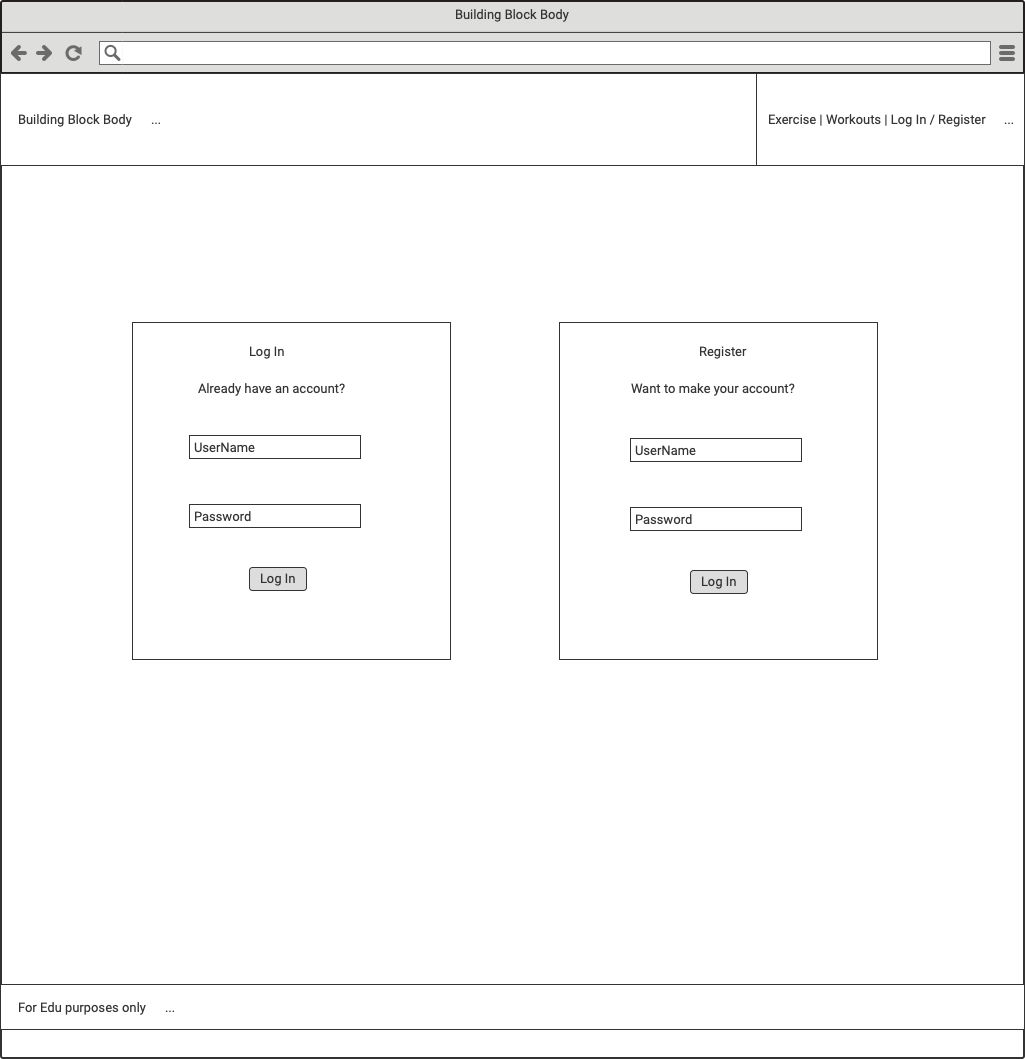 Building Block Body
Building Block Body ...
Exercise | Workouts | Log In / Register ...
Log In
Already have an account?
UserName
Password
Log In
Register
Want to make your account?
UserName
Password
Log In
For Edu purposes only ...